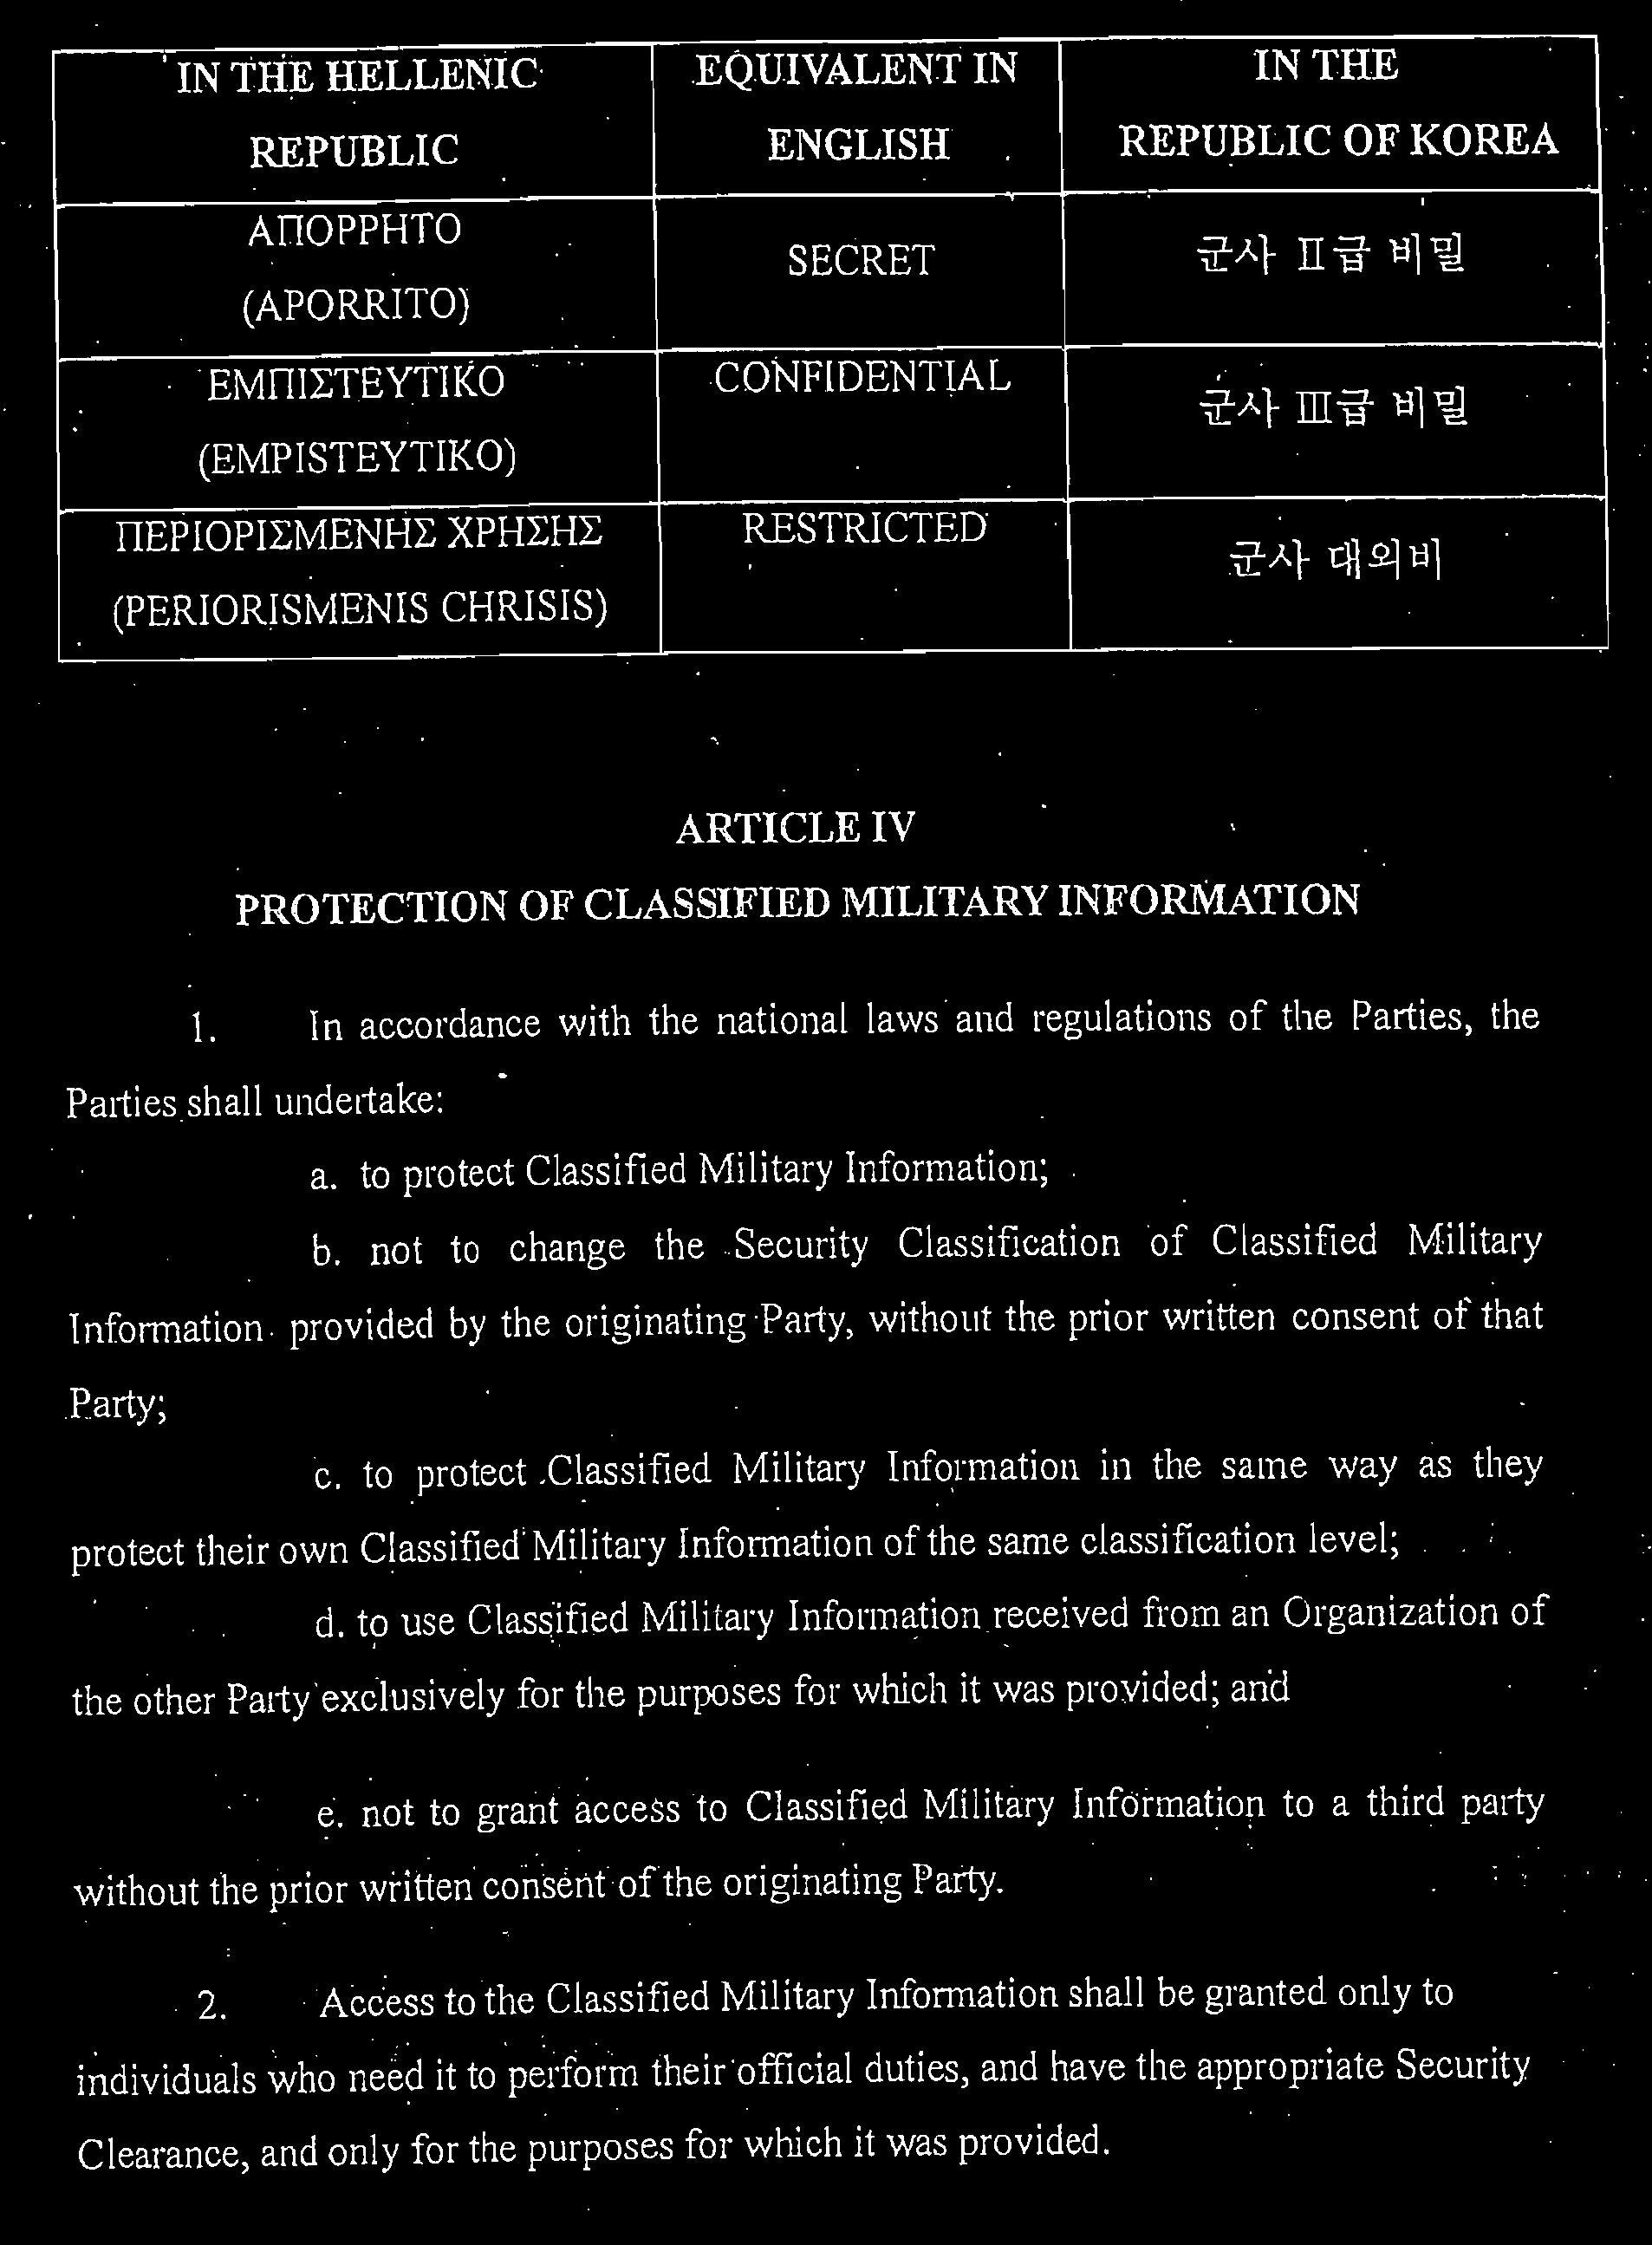 IN THE HELLENIC
REPUBLIC
EQUIVALENT IN
ENGLISH
IN THE
REPUBLIC OF KOREA
ΑΠΟΡΡΗΤΟ
(APORRITO)
SECRET
군사 Ⅱ급 비밀
ΕΜΠΙΣΤΕΥΤΙΚΟ
(EMPISTEYTIKO)
CONFIDENTIAL
군사 Ⅲ급 비밀
ΠΕΡΙΟΡΙΣΜΕΝΗΣ ΧΡΗΣΗΣ
(PERIORISMENIS CHRISIS)
RESTRICTED
군사 대외비
ARTICLE IV
PROTECTION OF CLASSIFIED MILITARY INFORMATION
1. In accordance with the national laws and regulations of the Parties, the
Parties shall undertake:
a. to protect Classified Military Information;
b. not to change the Security Classification of Classified Military
Information provided by the originating Party, without the prior written consent of that
Party;
c. to protect Classified Military Information in the same way as they
protect their own Classified Military Information of the same classification level;
d. to use Classified Military Information received from an Organization of
the other Party exclusively for the purposes for which it was provided; and
e. not to grant access to Classified Military Information to a third party
without the prior written consent of the originating Party.
2. Access to the Classified Military Information shall be granted only to
individuals who need it to perform their official duties, and have the appropriate Security
Clearance, and only for the purposes for which it was provided.